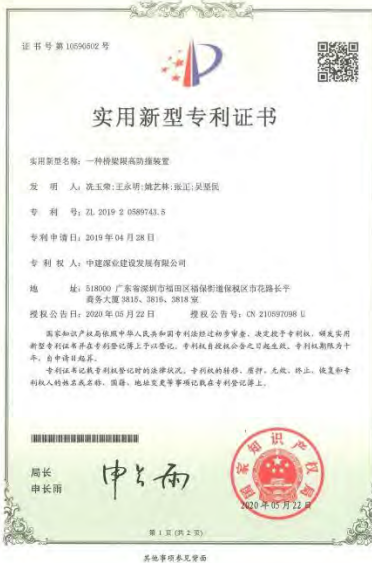 证书号第10590502号
实用新型专利证书
实用新型名称：一种桥梁限高防撞装置
发 明 人：冼玉荣;王永明;姚艺林;张正;吴塑民
专 利 号：ZL 2019 2 0589743.5
专利申请日：2019年04月28日
专 利 权 人：中建深业建设发展有限公司
地 址：518000 广东省深圳市福田区福保街道保税区市花路长平
商务大厦3815、3816、3818室
授权公告日：2020年05月22日 授权公告号：CN 210597098 U
国家知识产权局依照中华人民共和国专利法经过初步审查，决定授予专利权，颁发实用
新型专利证书并在专利登记簿上予以登记。专利权自授权公告之日起生效。专利权期限为十
年，自申请日起算。
专利证书记载专利权登记时的法律状况。专利权的转移、质押、无效、终止、恢复和专
利权人的姓名或名称、国籍、地址变更等事项记载在专利登记簿上。
局长
申长雨
申长雨
国家知识产权局
2020年05月22日
第 1 页 (共 2 页)
其他事项参见背面